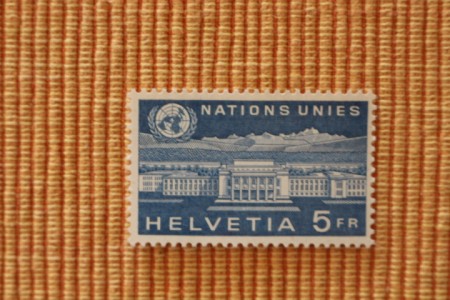 NATIONS UNIES
HELVETIA 5 FR